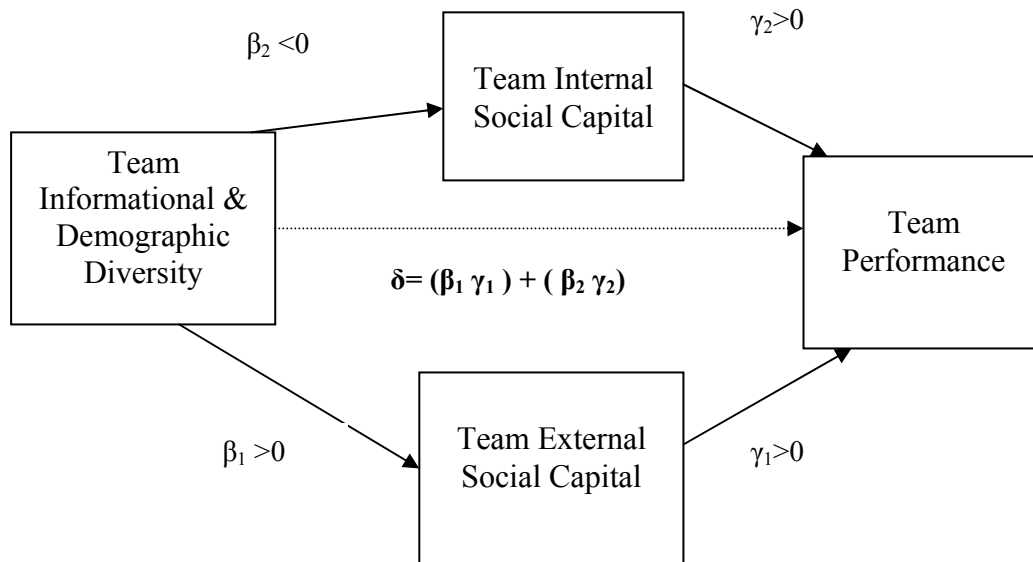 β₂ <0
γ₂>0
Team Internal
Social Capital
Team
Informational &
Demographic
Diversity
Team
Performance
δ= (β₁ γ₁ ) + ( β₂ γ₂)
Team External
Social Capital
β₁ >0
γ₁>0